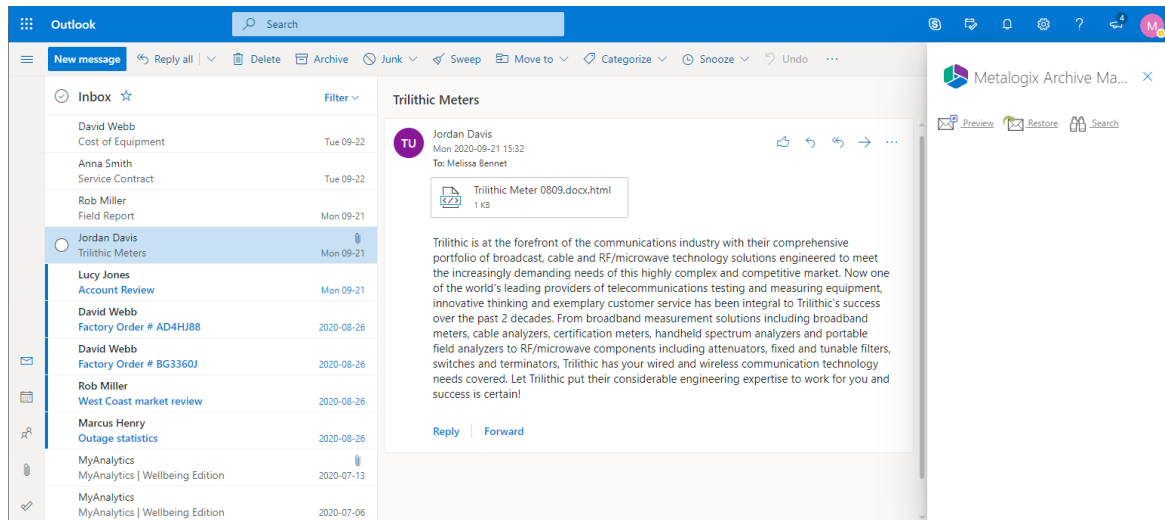 Outlook
Search
S
4
M
New message
Reply all
Delete
Archive
Junk
Sweep
Move to
Categorize
Snooze
Undo
Inbox
Filter
David Webb
Cost of Equipment Tue 09-22
Anna Smith
Service Contract Tue 09-22
Rob Miller
Field Report Mon 09-21
Jordan Davis
Trilithic Meters Mon 09-21
Lucy Jones
Account Review Mon 09-21
David Webb
Factory Order # AD4HJ88 2020-08-26
David Webb
Factory Order # BG3360J 2020-08-26
Rob Miller
West Coast market review 2020-08-26
Marcus Henry
Outage statistics 2020-08-26
MyAnalytics
MyAnalytics | Wellbeing Edition 2020-07-13
MyAnalytics
MyAnalytics | Wellbeing Edition 2020-07-06
Trilithic Meters
TU
Jordan Davis
Mon 2020-09-21 15:32
To: Melissa Bennet
Trilithic Meter 0809.docx.html
1 KB
Trilithic is at the forefront of the communications industry with their comprehensive
portfolio of broadcast, cable and RF/microwave technology solutions engineered to meet
the increasingly demanding needs of this highly complex and competitive market. Now one
of the world's leading providers of telecommunications testing and measuring equipment,
innovative thinking and exemplary customer service has been integral to Trilithic's success
over the past 2 decades. From broadband measurement solutions including broadband
meters, cable analyzers, certification meters, handheld spectrum analyzers and portable
field analyzers to RF/microwave components including attenuators, fixed and tunable filters,
switches and terminators, Trilithic has your wired and wireless communication technology
needs covered. Let Trilithic put their considerable engineering expertise to work for you and
success is certain!
Reply
Forward
Metalogix Archive Ma...
Preview
Restore
Search